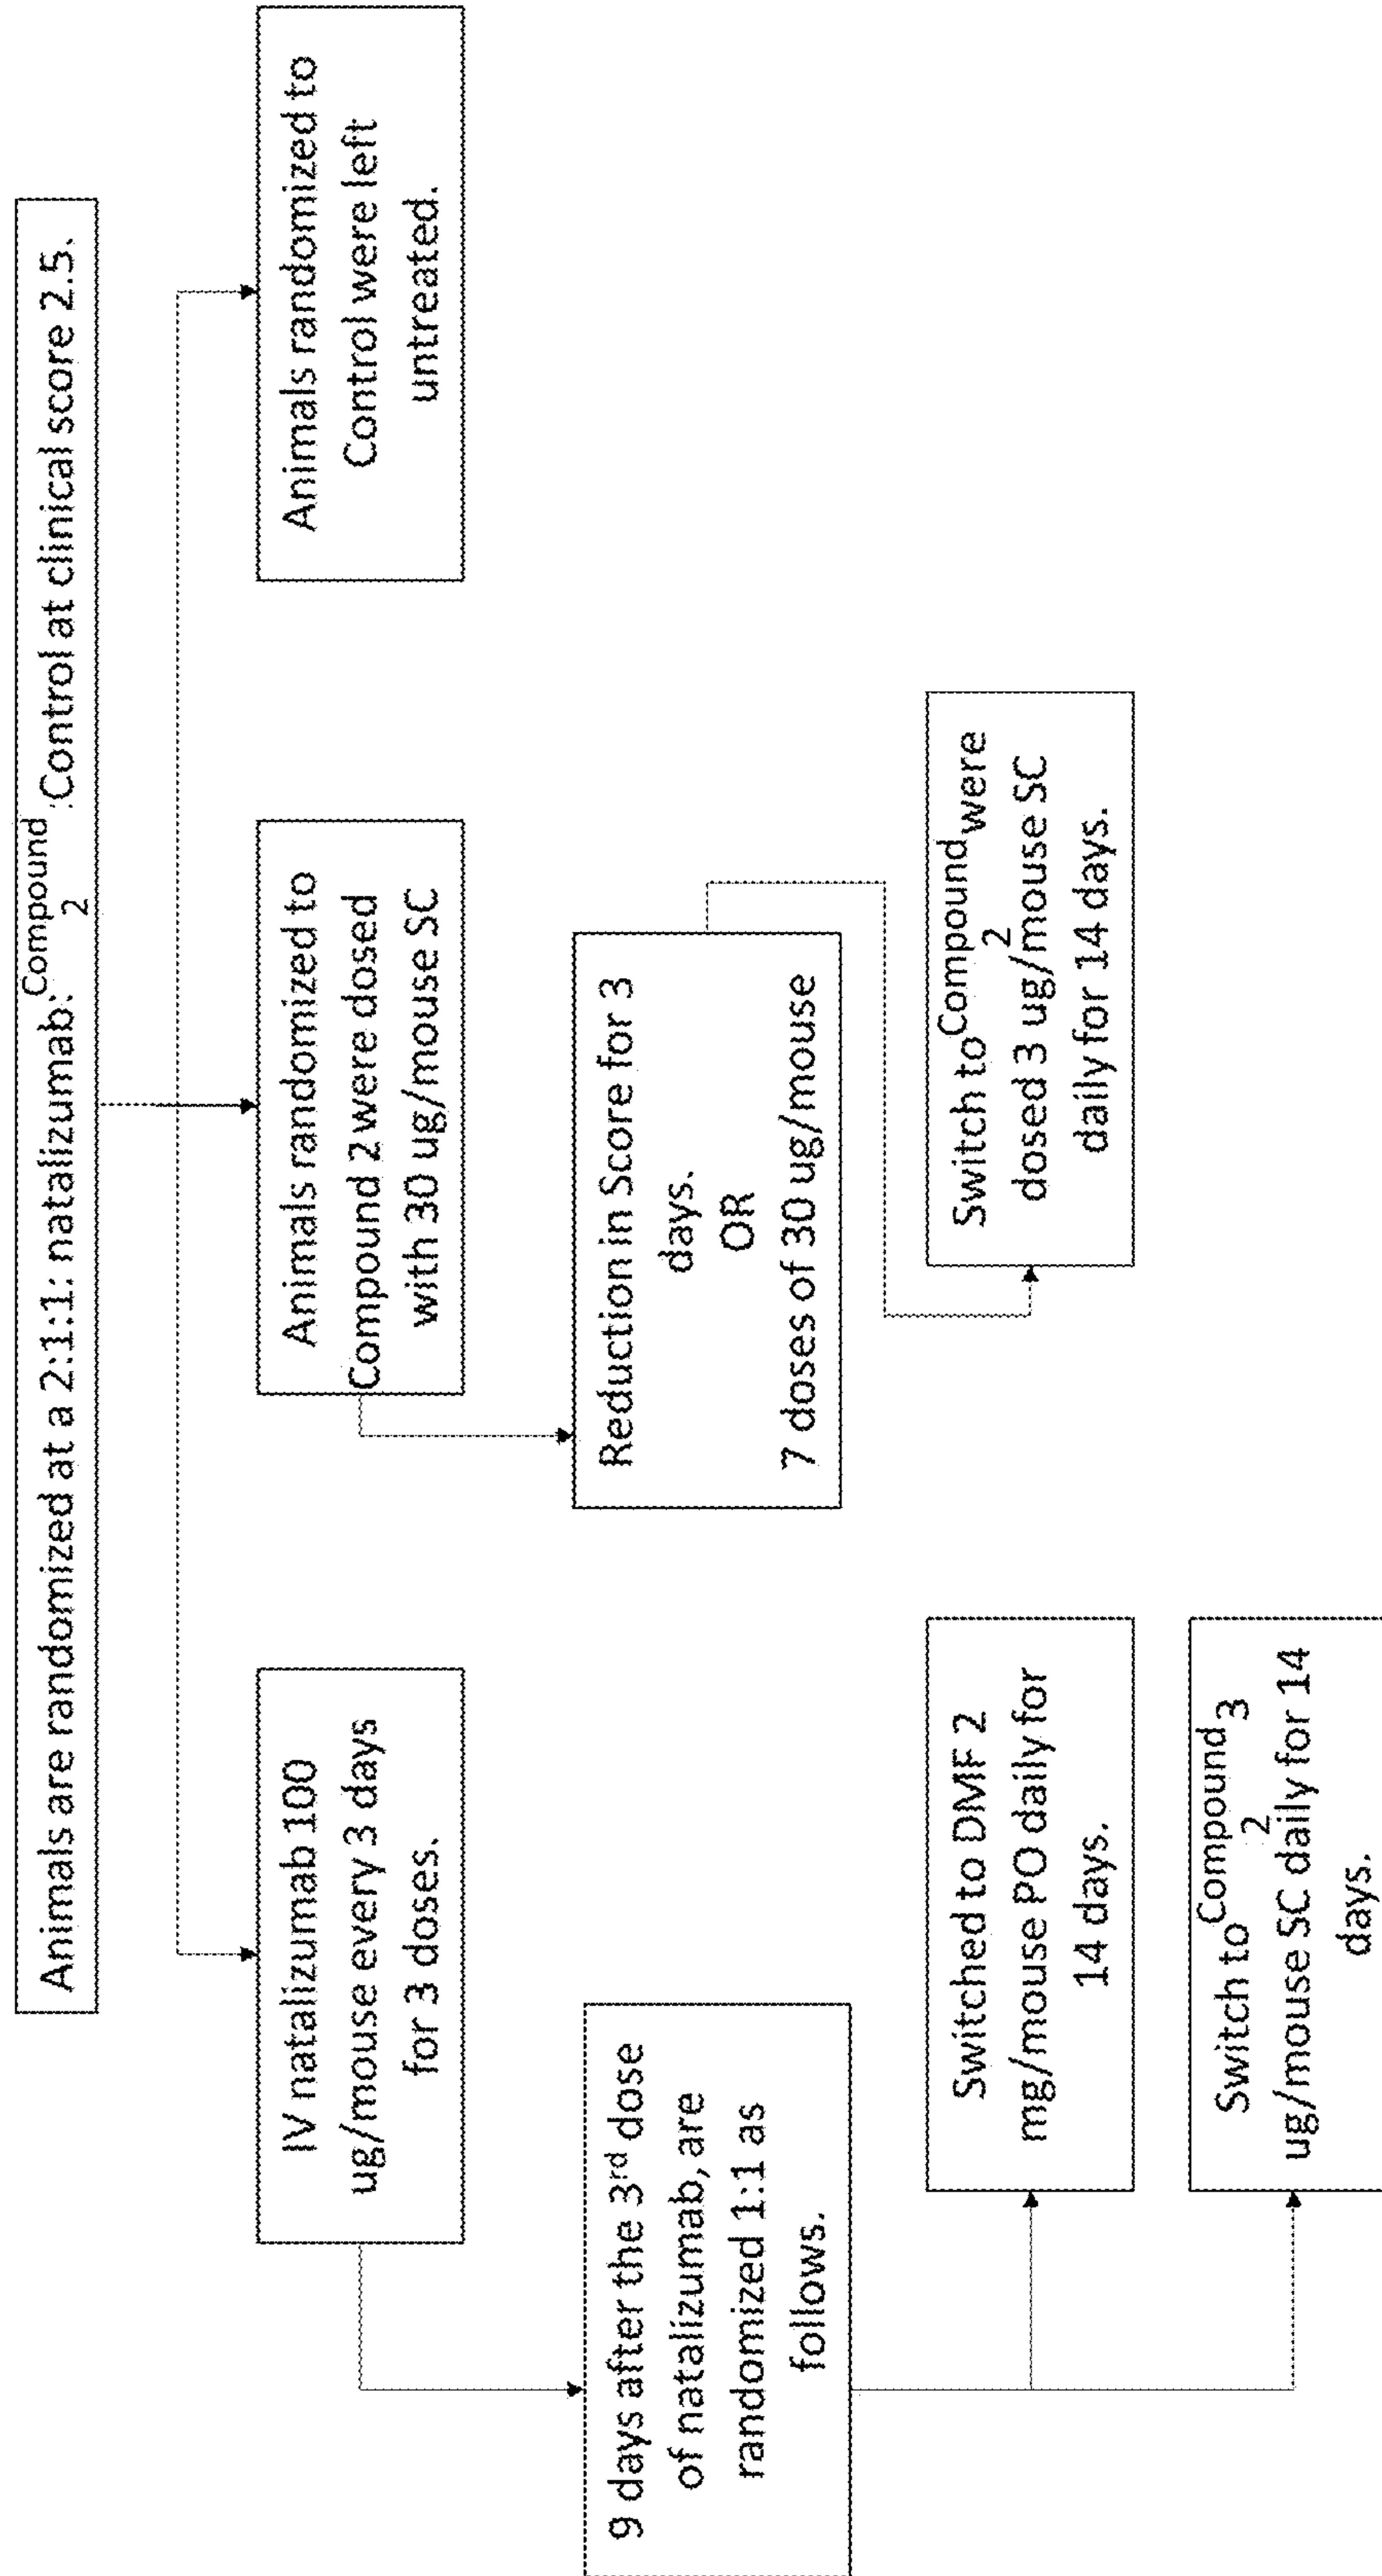 Animals are randomized at a 2:1:1: natalizumab: Compound 2 :Control at clinical score 2.5.
IV natalizumab 100
ug/mouse every 3 days
for 3 doses.
Animals randomized to
Compound 2 were dosed
with 30 ug/mouse SC
Animals randomized to
Control were left
untreated.
9 days after the 3rd dose
of natalizumab, are
randomized 1:1 as
follows.
Reduction in Score for 3
days.
OR
7 doses of 30 ug/mouse
Switched to DMF 2
mg/mouse PO daily for
14 days.
Switch to Compound 2 3
ug/mouse SC daily for 14
days.
Switch to Compound 2 were
dosed 3 ug/mouse SC
daily for 14 days.